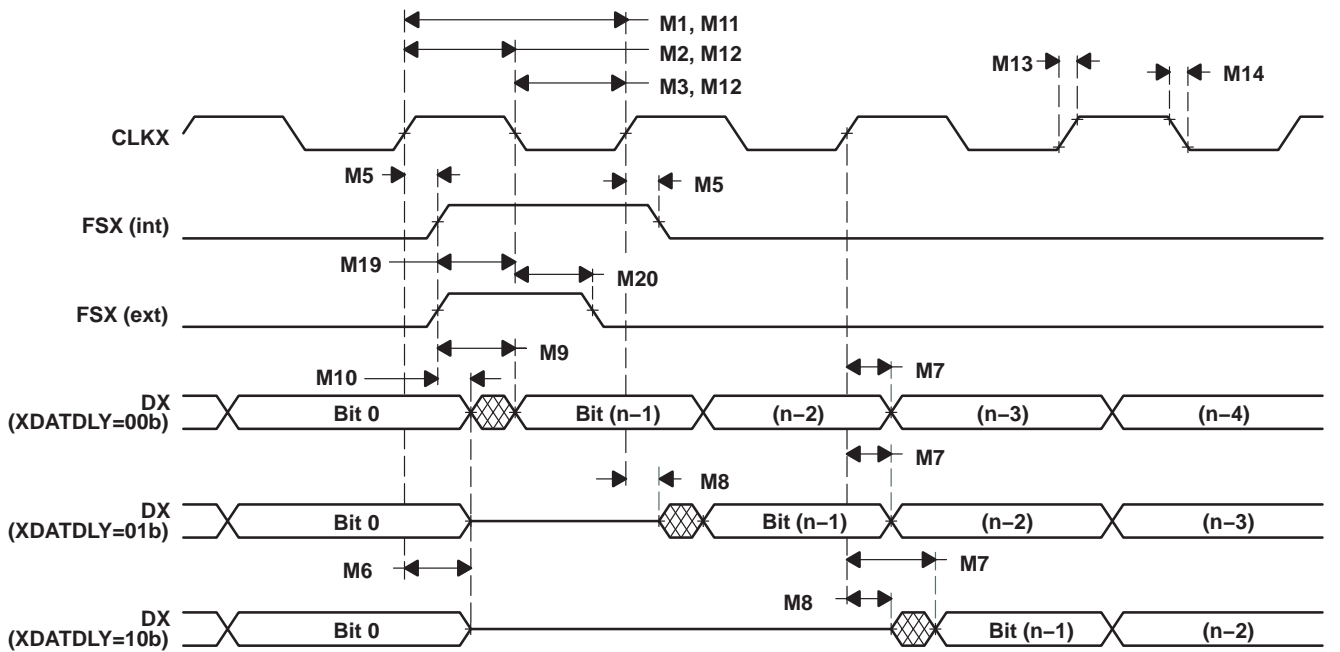 M1, M11
M2, M12
M3, M12
M13
M14
CLKX
M5
M5
FSX (int)
M19
M20
FSX (ext)
M9
M10
M7
DX
(XDATDLY=00b)
Bit 0
Bit (n−1)
(n−2)
(n−3)
(n−4)
M7
M8
DX
(XDATDLY=01b)
Bit 0
Bit (n−1)
(n−2)
(n−3)
M6
M7
M8
DX
(XDATDLY=10b)
Bit 0
Bit (n−1)
(n−2)